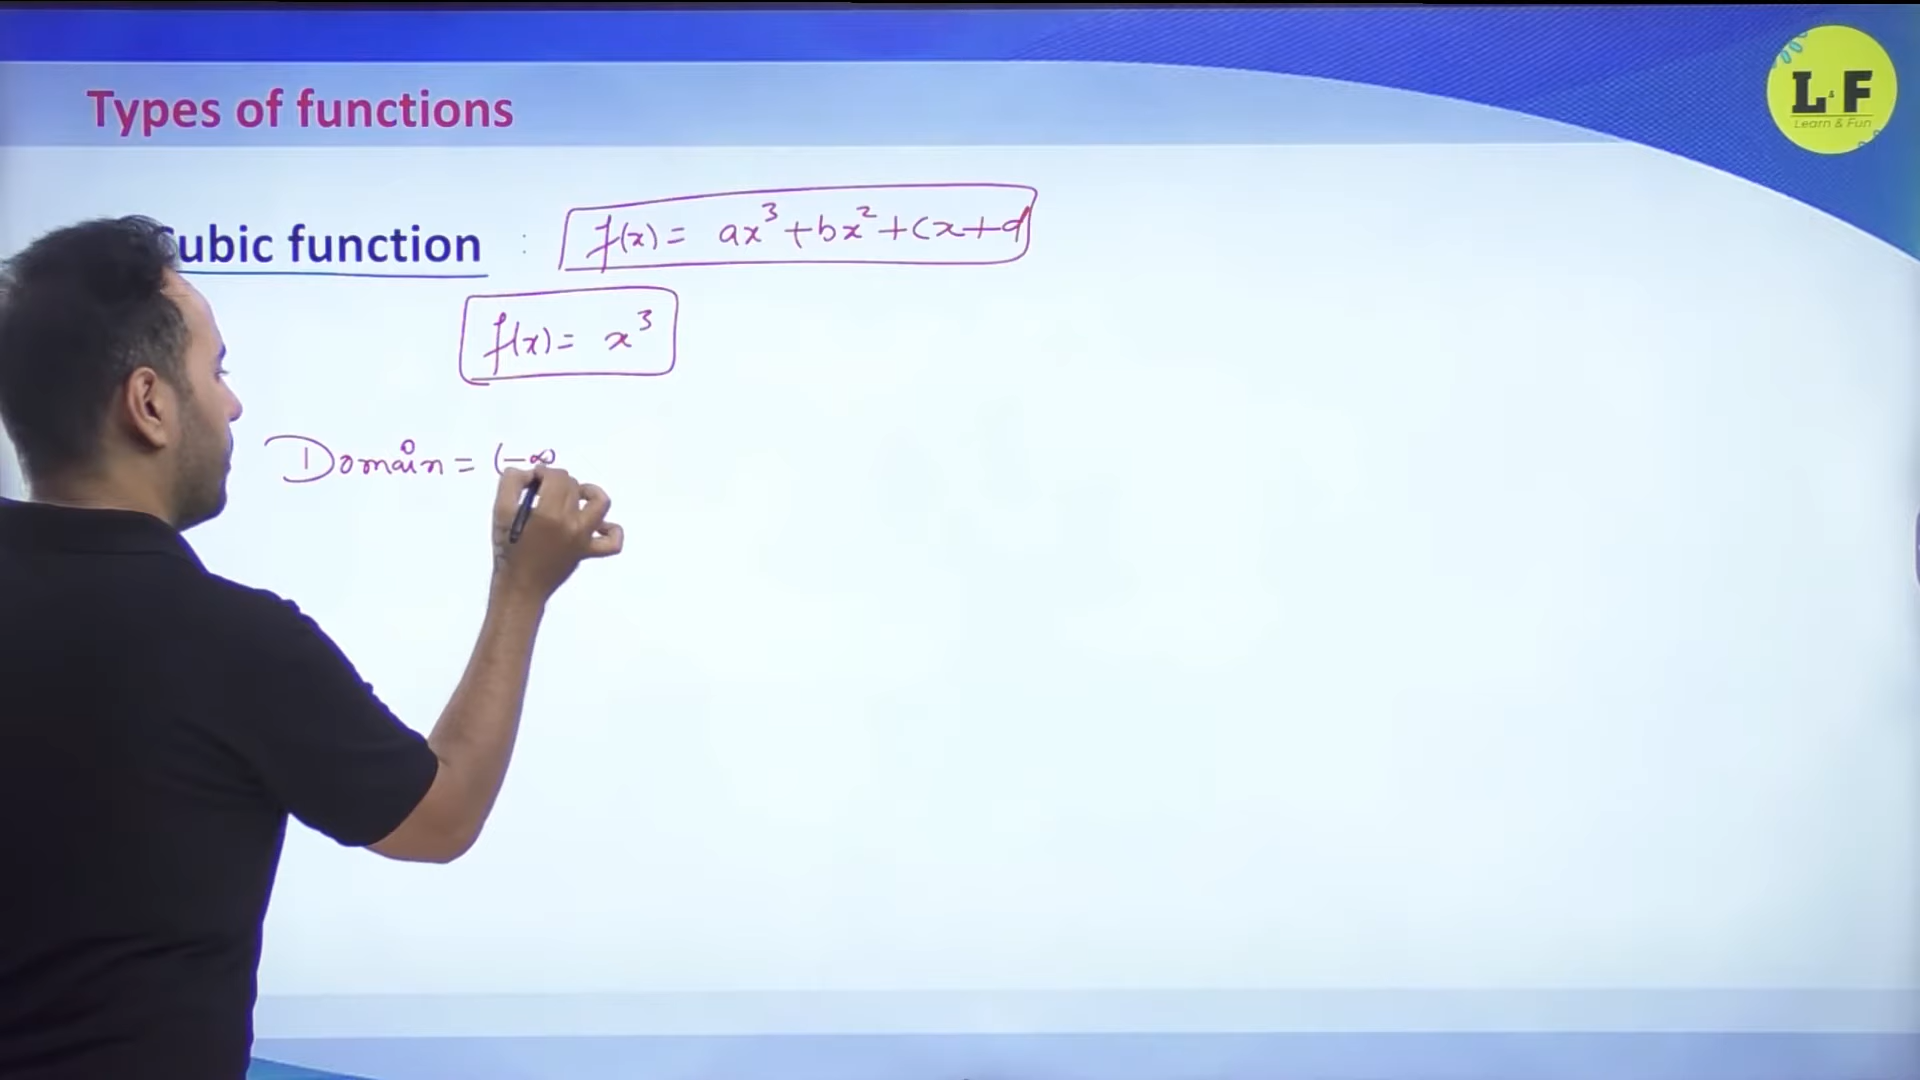 Types of functions
L&F
Learn & Fun
ubic function : f(x) = ax³+bx²+cx+d
f(x) = x³
Domain = (-∞